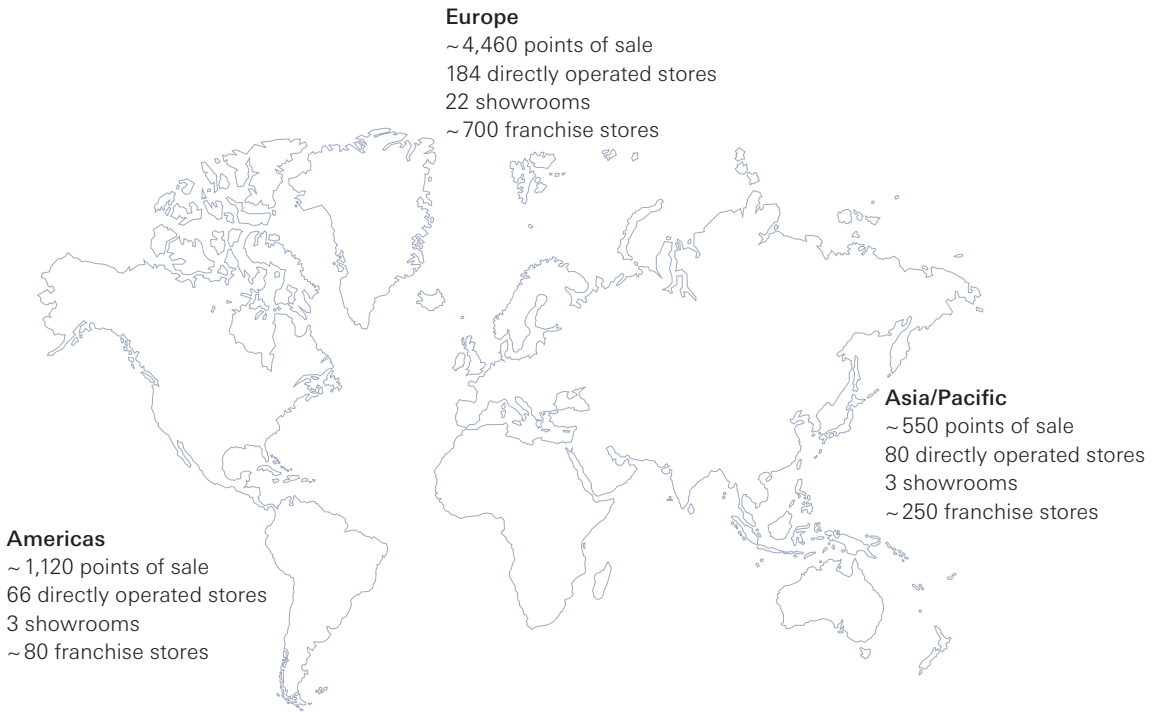 Europe
~4,460 points of sale
184 directly operated stores
22 showrooms
~700 franchise stores
Asia/Pacific
~550 points of sale
80 directly operated stores
3 showrooms
~250 franchise stores
Americas
~1,120 points of sale
66 directly operated stores
3 showrooms
~80 franchise stores